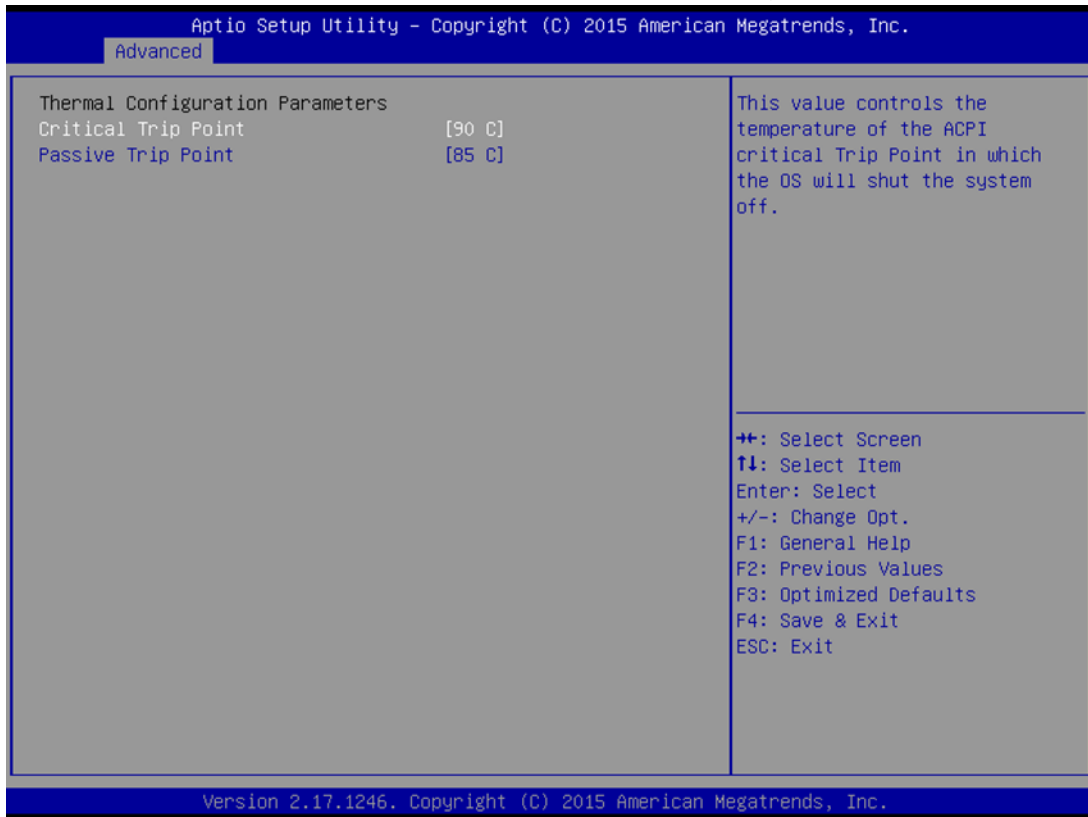 Aptio Setup Utility – Copyright (C) 2015 American Megatrends, Inc.
Advanced
Thermal Configuration Parameters
Critical Trip Point [90 C]
Passive Trip Point [85 C]
This value controls the
temperature of the ACPI
critical Trip Point in which
the OS will shut the system
off.
→←: Select Screen
↑↓: Select Item
Enter: Select
+/-: Change Opt.
F1: General Help
F2: Previous Values
F3: Optimized Defaults
F4: Save & Exit
ESC: Exit
Version 2.17.1246. Copyright (C) 2015 American Megatrends, Inc.